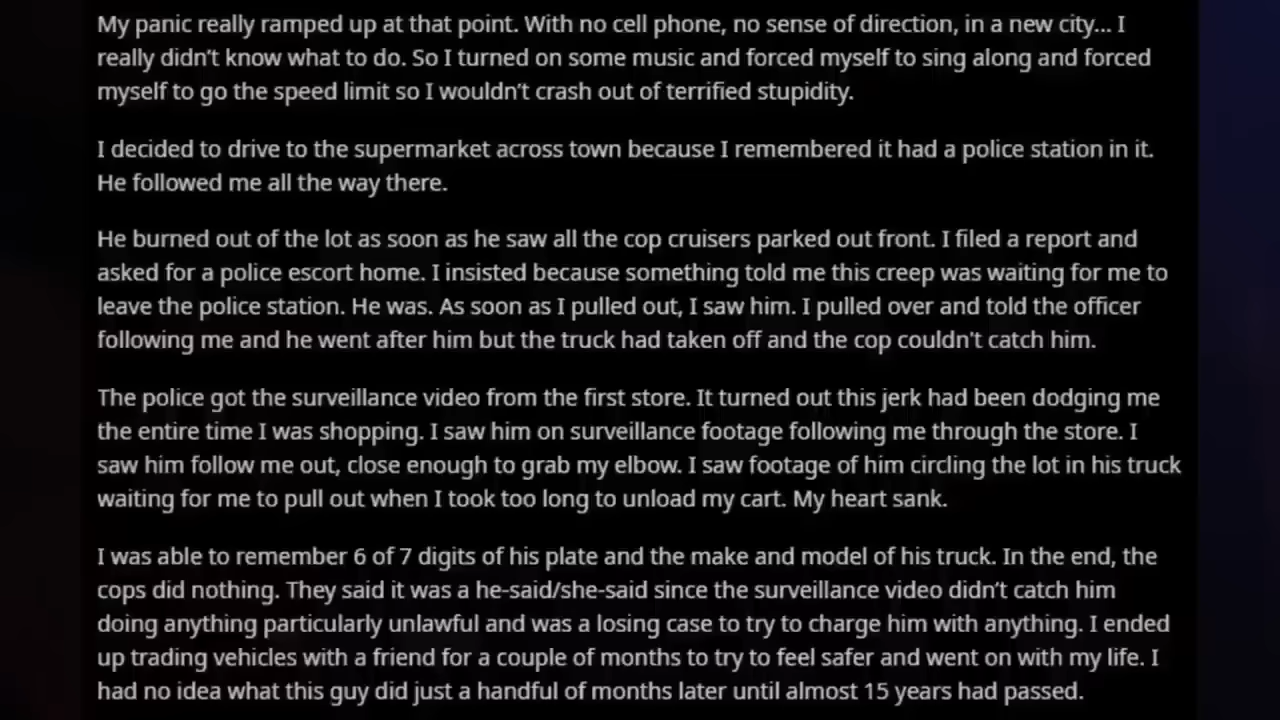 My panic really ramped up at that point. With no cell phone, no sense of direction, in a new city... I
really didn’t know what to do. So I turned on some music and forced myself to sing along and forced
myself to go the speed limit so I wouldn’t crash out of terrified stupidity.
I decided to drive to the supermarket across town because I remembered it had a police station in it.
He followed me all the way there.
He burned out of the lot as soon as he saw all the cop cruisers parked out front. I filed a report and
asked for a police escort home. I insisted because something told me this creep was waiting for me to
leave the police station. He was. As soon as I pulled out, I saw him. I pulled over and told the officer
following me and he went after him but the truck had taken off and the cop couldn't catch him.
The police got the surveillance video from the first store. It turned out this jerk had been dodging me
the entire time I was shopping. I saw him on surveillance footage following me through the store. I
saw him follow me out, close enough to grab my elbow. I saw footage of him circling the lot in his truck
waiting for me to pull out when I took too long to unload my cart. My heart sank.
I was able to remember 6 of 7 digits of his plate and the make and model of his truck. In the end, the
cops did nothing. They said it was a he-said/she-said since the surveillance video didn’t catch him
doing anything particularly unlawful and was a losing case to try to charge him with anything. I ended
up trading vehicles with a friend for a couple of months to try to feel safer and went on with my life. I
had no idea what this guy did just a handful of months later until almost 15 years had passed.